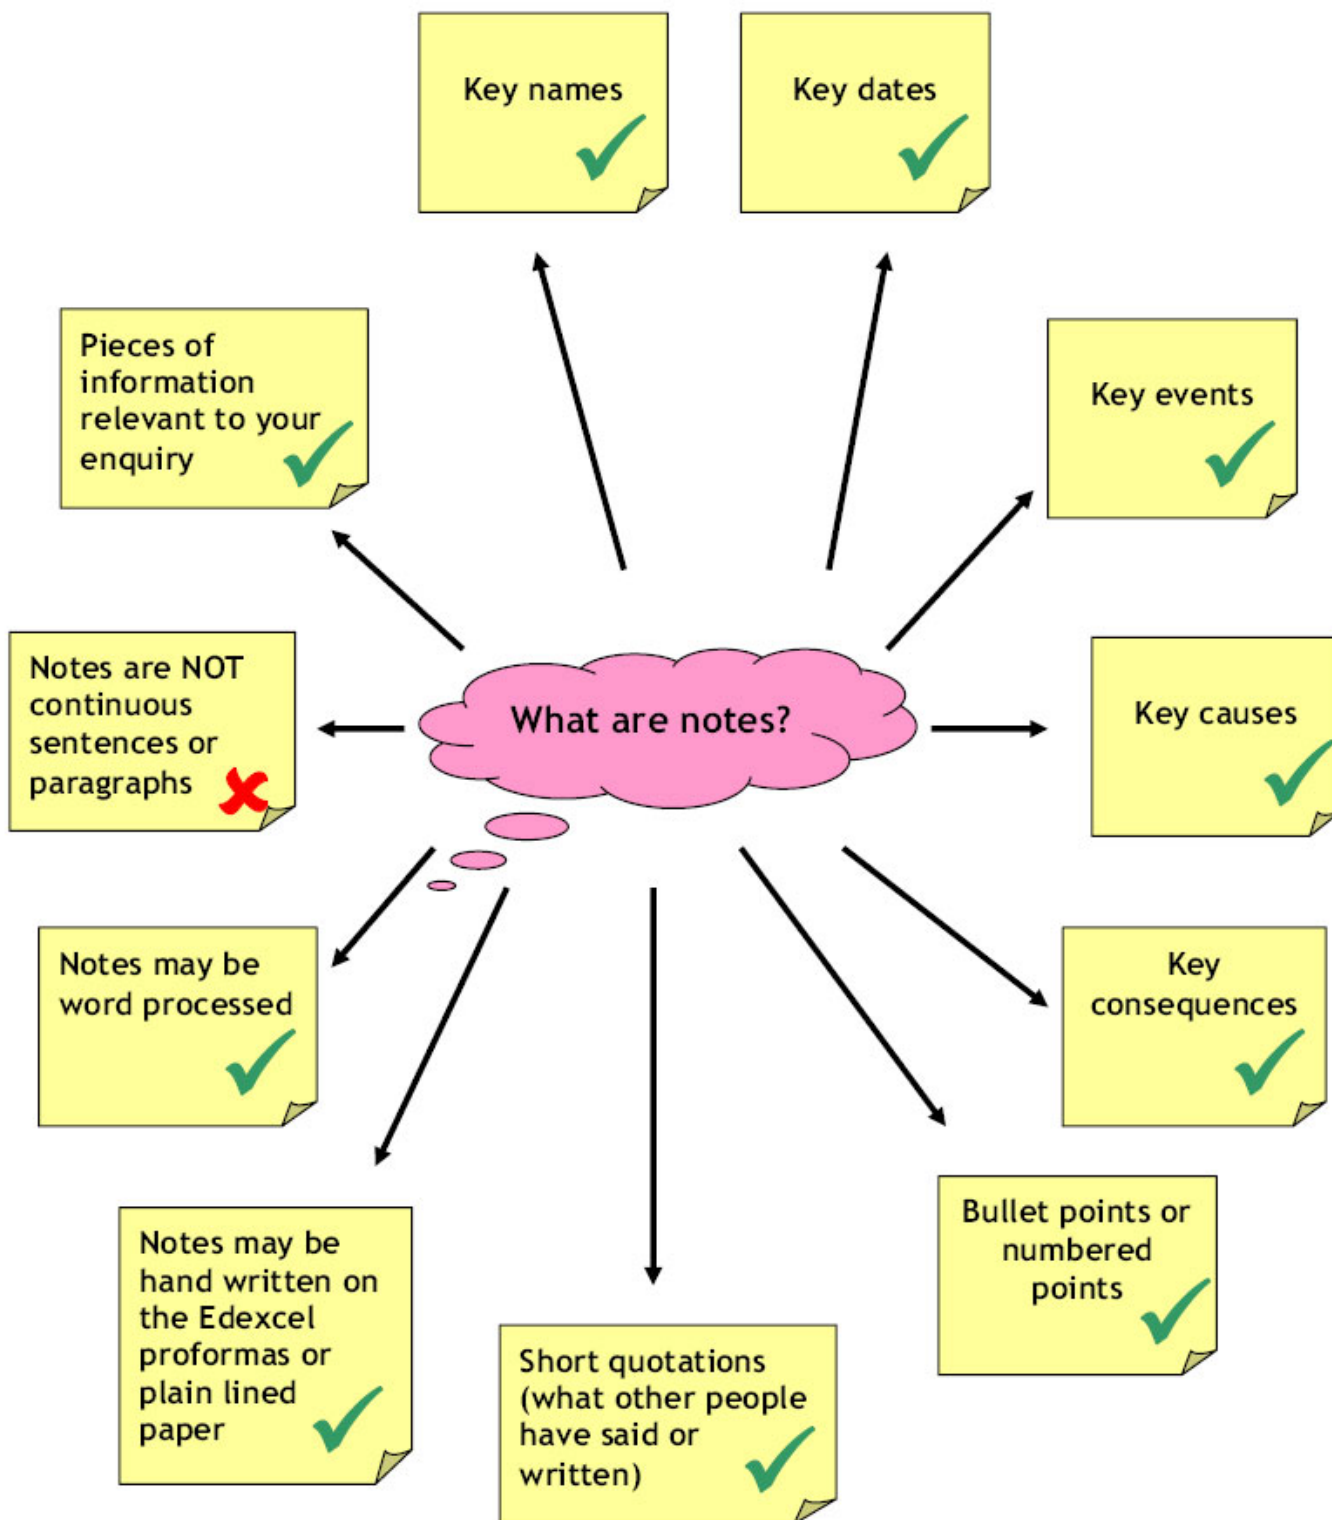 Key names
Key dates
Pieces of
information
relevant to your
enquiry
Key events
Notes are NOT
continuous
sentences or
paragraphs
What are notes?
Key causes
Notes may be
word processed
Key
consequences
Notes may be
hand written on
the Edexcel
proformas or
plain lined
paper
Short quotations
(what other people
have said or
written)
Bullet points or
numbered
points